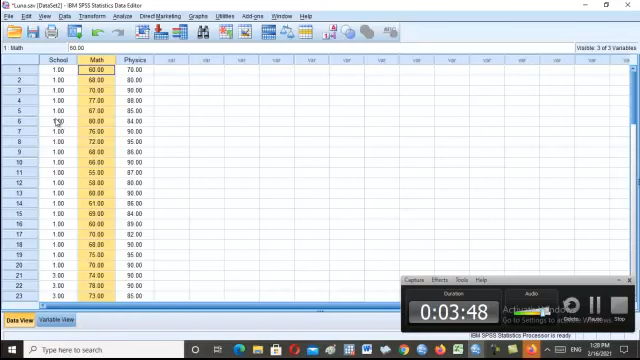 *Luna.sav [DataSet2] - IBM SPSS Statistics Data Editor
File Edit View Data Transform Analyze Direct Marketing Graphs Utilities Add-ons Window Help
1 : Math 60.00 Visible: 3 of 3 Variables
School Math Physics var var var var var var var var var var var
1 1.00 60.00 70.00
2 1.00 68.00 80.00
3 1.00 70.00 90.00
4 1.00 77.00 88.00
5 1.00 67.00 85.00
6 1.00 80.00 84.00
7 1.00 76.00 90.00
8 1.00 72.00 95.00
9 1.00 68.00 86.00
10 1.00 66.00 90.00
11 1.00 55.00 87.00
12 1.00 58.00 80.00
13 1.00 60.00 90.00
14 1.00 61.00 86.00
15 1.00 69.00 84.00
16 1.00 60.00 89.00
17 1.00 70.00 82.00
18 1.00 68.00 90.00
19 1.00 75.00 95.00
20 1.00 70.00 90.00
21 3.00 74.00 90.00
22 3.00 78.00 90.00
23 3.00 73.00 85.00
Capture Effects Tools Help
Duration Audio
0:03:48
Delete Pause Stop
Activate Windows
Go to Settings to activate Windows.
Data View Variable View
IBM SPSS Statistics Processor is ready
Type here to search
ENG
1:28 PM
2/16/2021